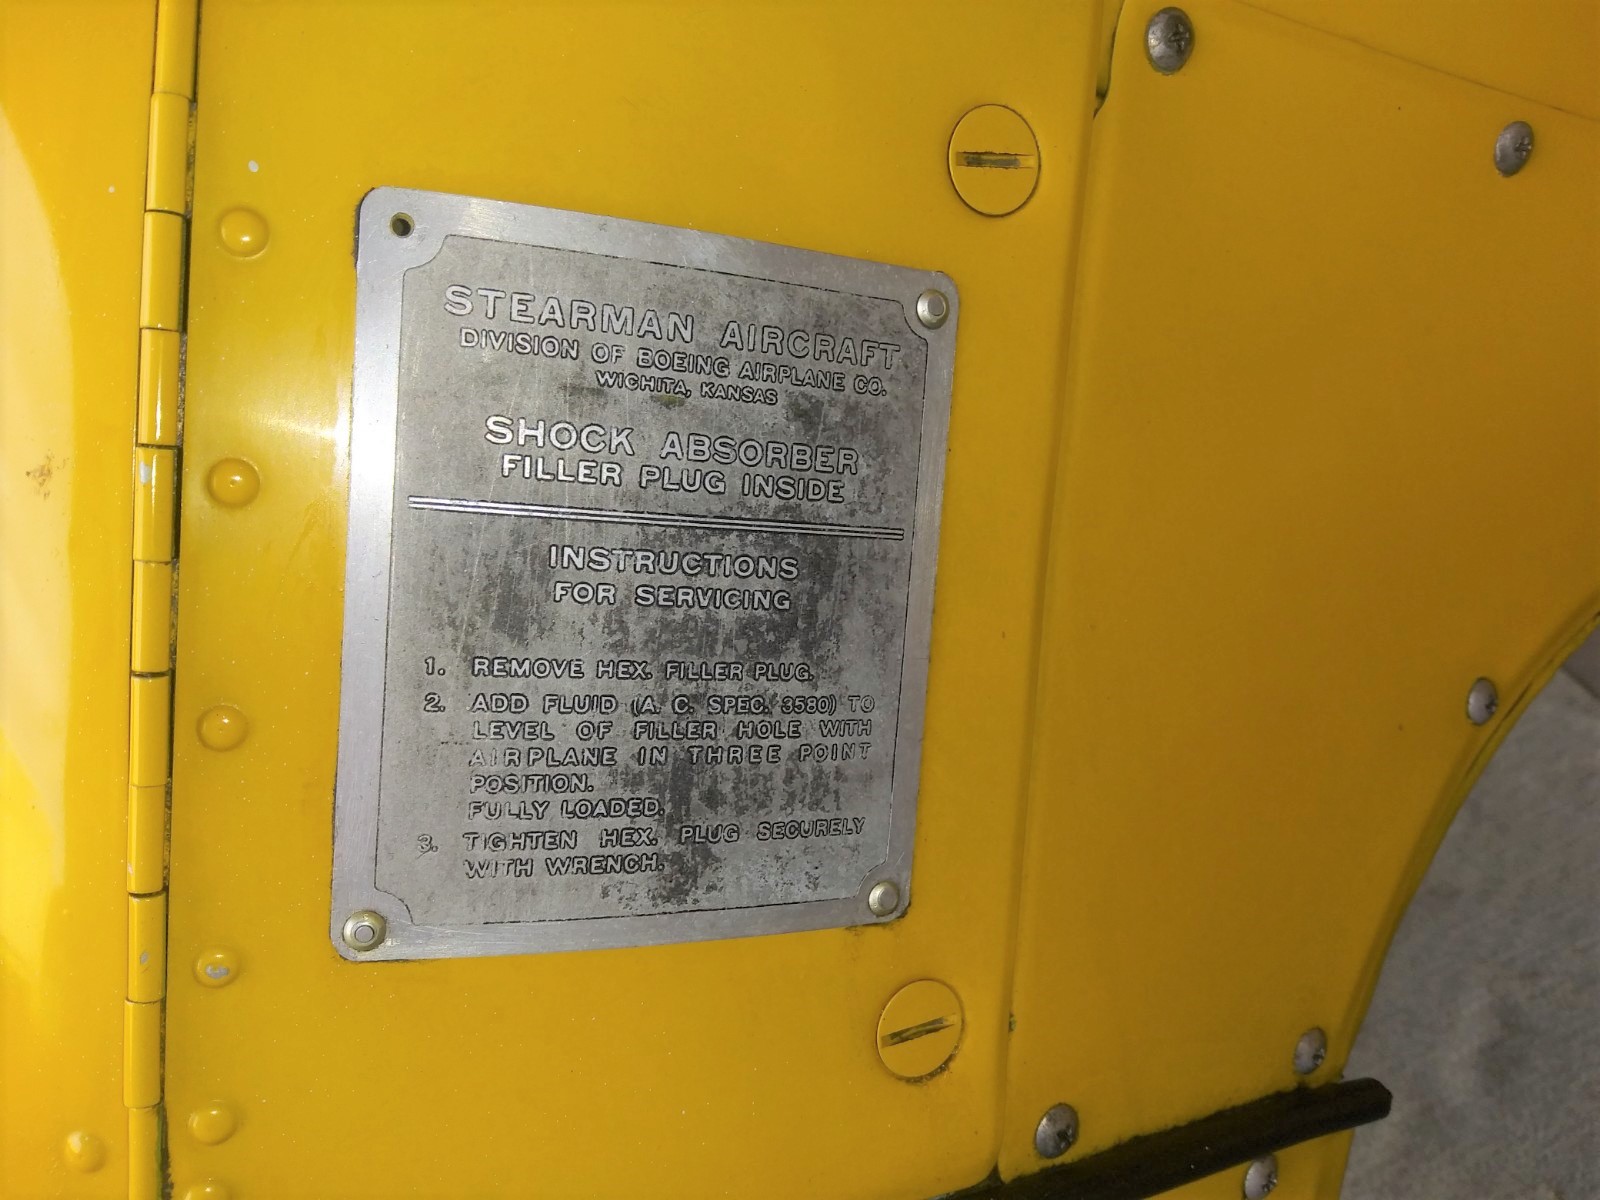 STEARMAN AIRCRAFT
DIVISION OF BOEING AIRPLANE CO.
WICHITA, KANSAS
SHOCK ABSORBER
FILLER PLUG INSIDE
INSTRUCTIONS
FOR SERVICING
1. REMOVE HEX. FILLER PLUG.
2. ADD FLUID (A. C. SPEC. 3580) TO
LEVEL OF FILLER HOLE WITH
AIRPLANE IN THREE POINT
POSITION.
FULLY LOADED.
3. TIGHTEN HEX. PLUG SECURELY
WITH WRENCH.